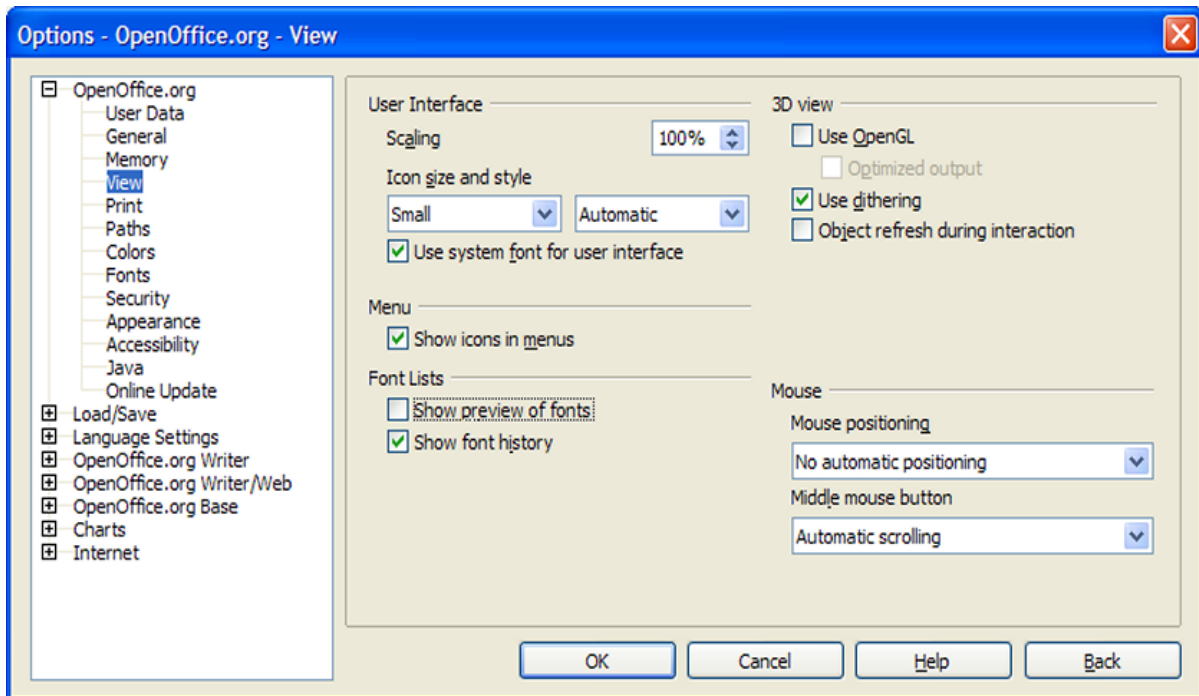 Options - OpenOffice.org - View
OpenOffice.org
User Data
General
Memory
View
Print
Paths
Colors
Fonts
Security
Appearance
Accessibility
Java
Online Update
Load/Save
Language Settings
OpenOffice.org Writer
OpenOffice.org Writer/Web
OpenOffice.org Base
Charts
Internet
User Interface
Scaling 100%
Icon size and style
Small Automatic
Use system font for user interface
Menu
Show icons in menus
Font Lists
Show preview of fonts
Show font history
3D view
Use OpenGL
Optimized output
Use dithering
Object refresh during interaction
Mouse
Mouse positioning
No automatic positioning
Middle mouse button
Automatic scrolling
OK Cancel Help Back